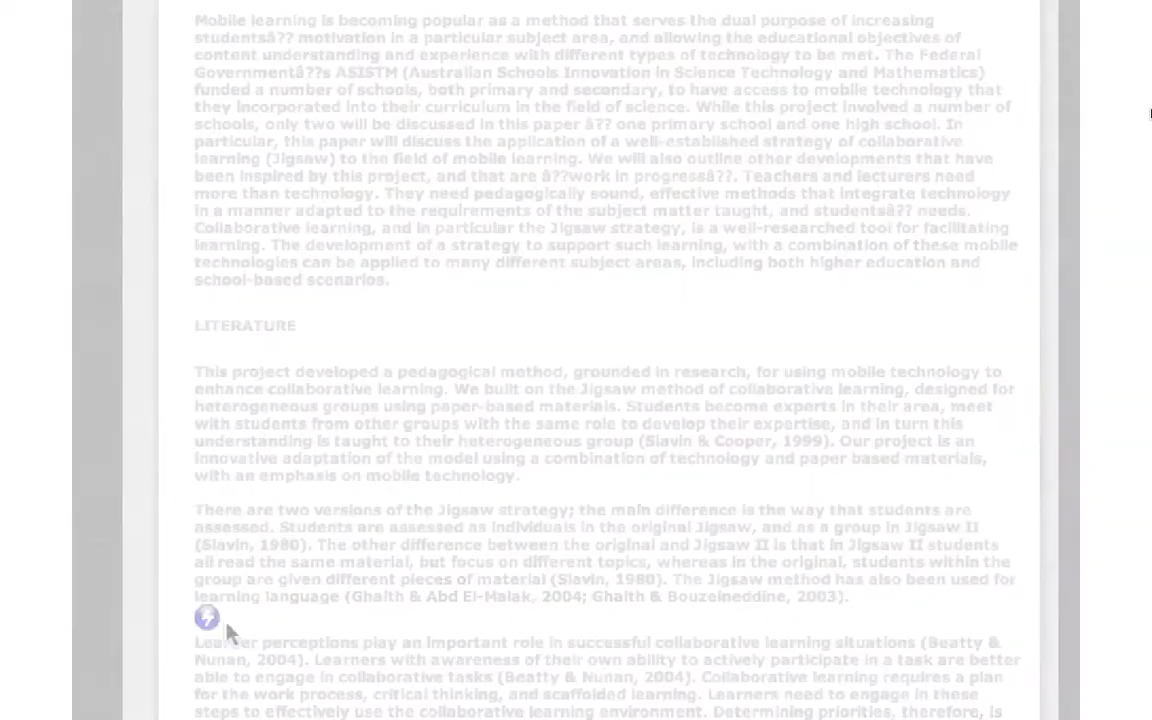 Mobile learning is becoming popular as a method that serves the dual purpose of increasing
studentsâ?? motivation in a particular subject area, and allowing the educational objectives of
content understanding and experience with different types of technology to be met. The Federal
Governmentâ??s ASISTM (Australian Schools Innovation in Science Technology and Mathematics)
funded a number of schools, both primary and secondary, to have access to mobile technology that
they incorporated into their curriculum in the field of science. While this project involved a number of
schools, only two will be discussed in this paper â?? one primary school and one high school. In
particular, this paper will discuss the application of a well-established strategy of collaborative
learning (Jigsaw) to the field of mobile learning. We will also outline other developments that have
been inspired by this project, and that are â??work in progressâ??. Teachers and lecturers need
more than technology. They need pedagogically sound, effective methods that integrate technology
in a manner adapted to the requirements of the subject matter taught, and studentsâ?? needs.
Collaborative learning, and in particular the Jigsaw strategy, is a well-researched tool for facilitating
learning. The development of a strategy to support such learning, with a combination of these mobile
technologies can be applied to many different subject areas, including both higher education and
school-based scenarios.
LITERATURE
This project developed a pedagogical method, grounded in research, for using mobile technology to
enhance collaborative learning. We built on the Jigsaw method of collaborative learning, designed for
heterogeneous groups using paper-based materials. Students become experts in their area, meet
with students from other groups with the same role to develop their expertise, and in turn this
understanding is taught to their heterogeneous group (Slavin & Cooper, 1999). Our project is an
innovative adaptation of the model using a combination of technology and paper based materials,
with an emphasis on mobile technology.
There are two versions of the Jigsaw strategy; the main difference is the way that students are
assessed. Students are assessed as individuals in the original Jigsaw, and as a group in Jigsaw II
(Slavin, 1980). The other difference between the original and Jigsaw II is that in Jigsaw II students
all read the same material, but focus on different topics, whereas in the original, students within the
group are given different pieces of material (Slavin, 1980). The Jigsaw method has also been used for
learning language (Ghaith & Abd El-Malak, 2004; Ghaith & Bouzeineddine, 2003).
Learner perceptions play an important role in successful collaborative learning situations (Beatty &
Nunan, 2004). Learners with awareness of their own ability to actively participate in a task are better
able to engage in collaborative tasks (Beatty & Nunan, 2004). Collaborative learning requires a plan
for the work process, critical thinking, and scaffolded learning. Learners need to engage in these
steps to effectively use the collaborative learning environment. Determining priorities, therefore, is